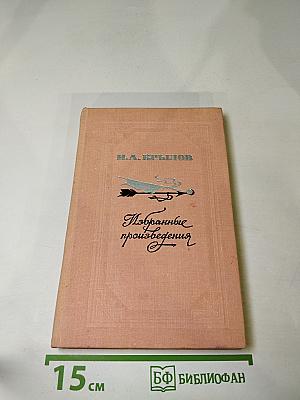 И.А. КРЫЛОВ
Избранные
произведения
15 см
БФ БИБЛИОФАН